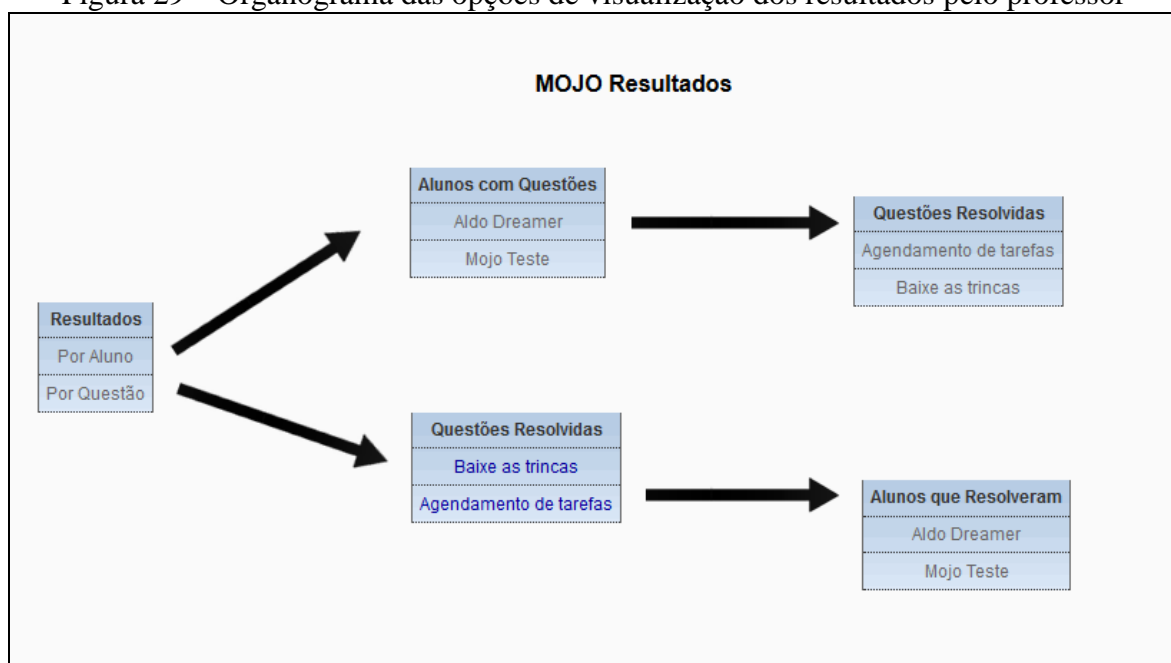 Figura 29 – Organograma das opções de visualização dos resultados pelo professor
MOJO Resultados
Alunos com Questões
Aldo Dreamer
Mojo Teste
Questões Resolvidas
Agendamento de tarefas
Baixe as trincas
Resultados
Por Aluno
Por Questão
Questões Resolvidas
Baixe as trincas
Agendamento de tarefas
Alunos que Resolveram
Aldo Dreamer
Mojo Teste